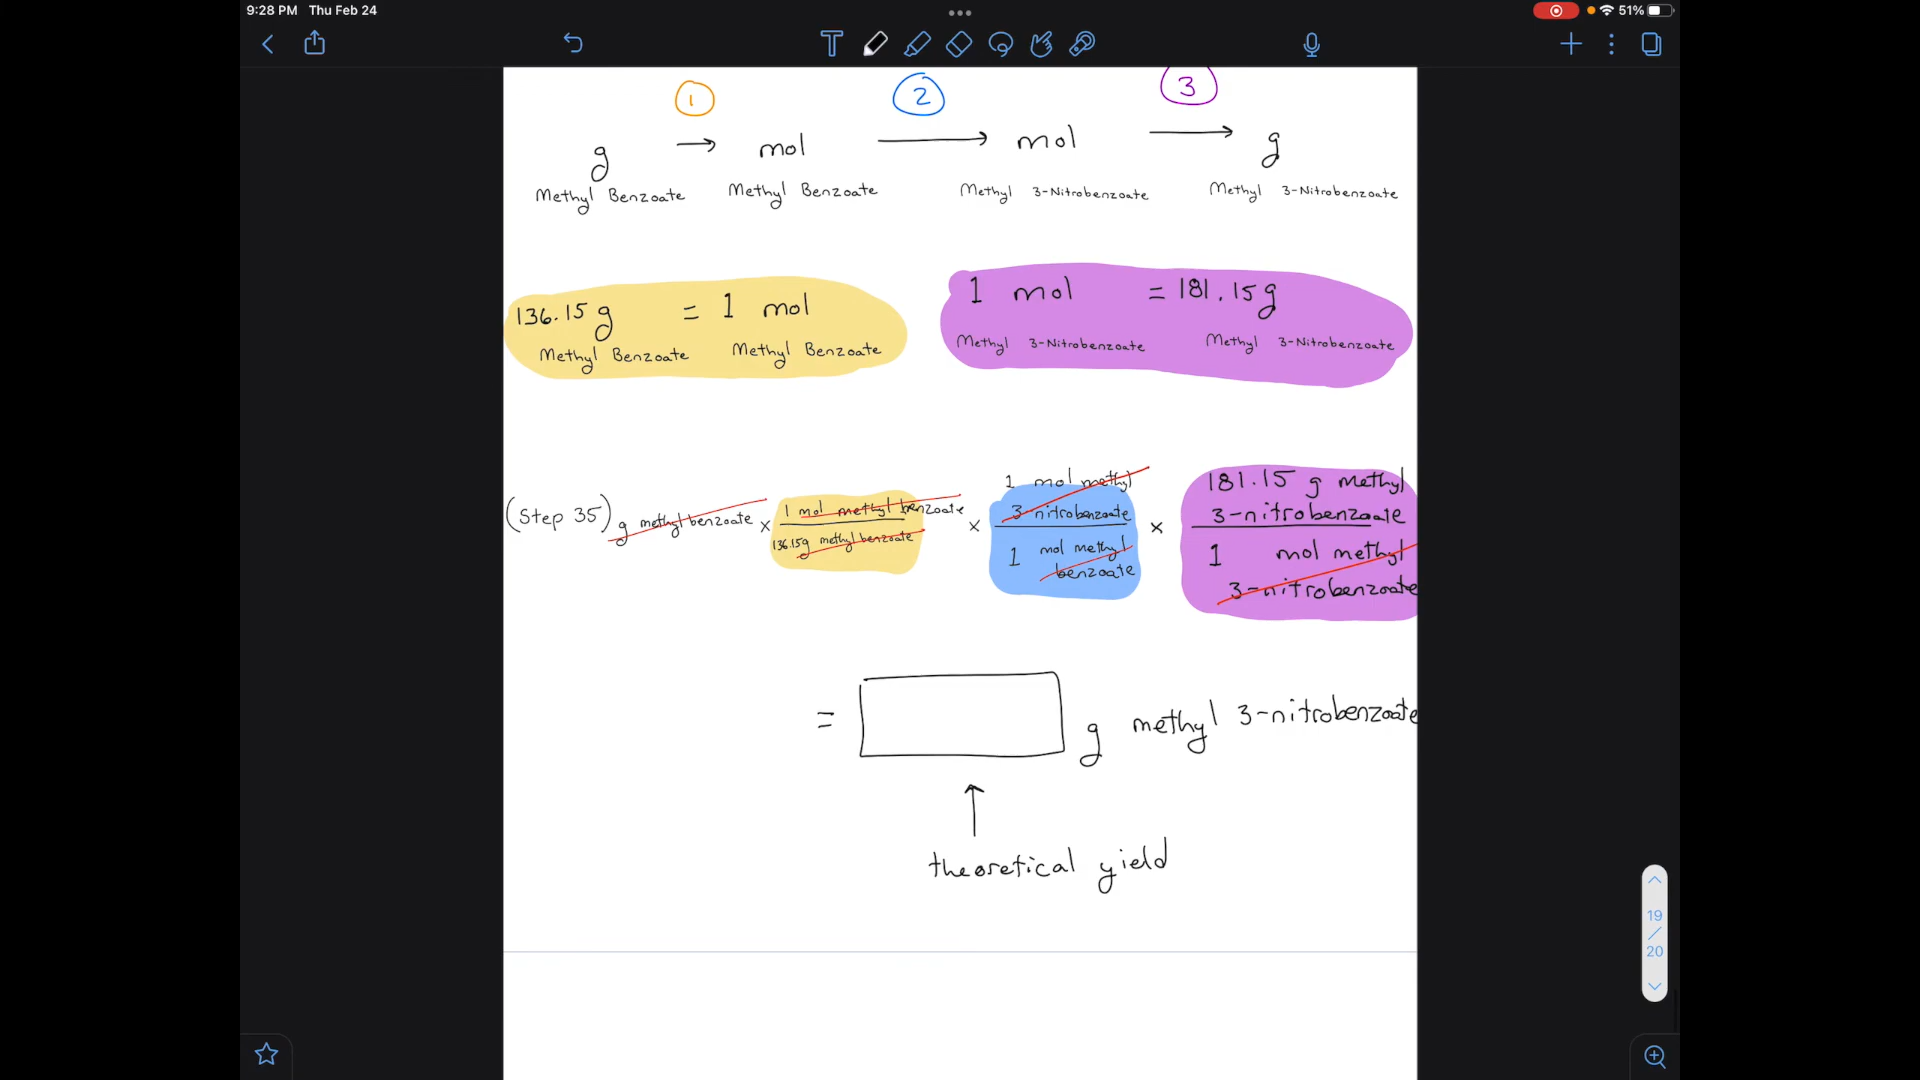 9:28 PM Thu Feb 24
51%
1 2 3
g → mol → mol → g
Methyl Benzoate Methyl Benzoate Methyl 3-Nitrobenzoate Methyl 3-Nitrobenzoate
136.15 g = 1 mol
Methyl Benzoate Methyl Benzoate
1 mol = 181.15g
Methyl 3-Nitrobenzoate Methyl 3-Nitrobenzoate
(Step 35) g methyl benzoate ×
1 mol methyl benzoate
136.15g methyl benzoate
×
1 mol methyl
3-nitrobenzoate
1 mol methyl
benzoate
×
181.15 g methyl
3-nitrobenzoate
1 mol methyl
3-nitrobenzoate
= g methyl 3-nitrobenzoate
theoretical yield
19
/
20